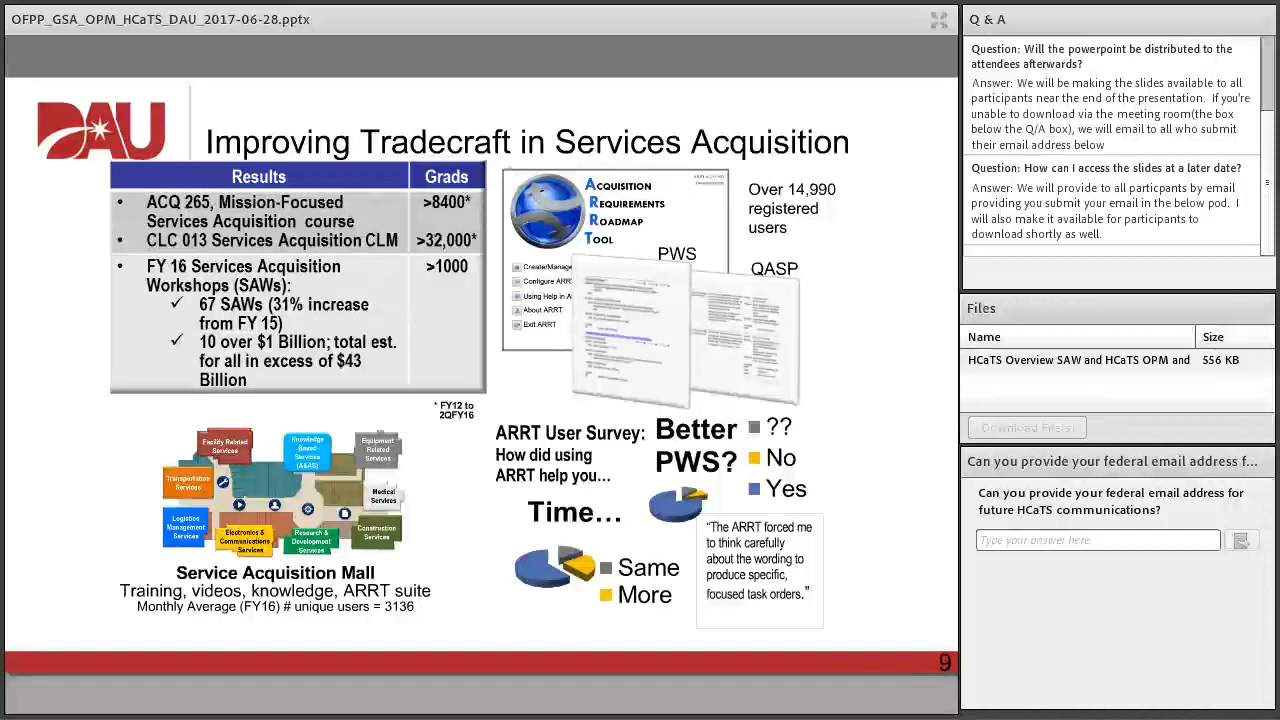 OFPP_GSA_OPM_HCaTS_DAU_2017-06-28.pptx
DAU
Improving Tradecraft in Services Acquisition
Results Grads
• ACQ 265, Mission-Focused
Services Acquisition course
>8400*
• CLC 013 Services Acquisition CLM >32,000*
• FY 16 Services Acquisition
Workshops (SAWs):
>1000
✓ 67 SAWs (31% increase
from FY 15)
✓ 10 over $1 Billion; total est.
for all in excess of $43
Billion
* FY12 to
2QFY16
ACQUISITION
REQUIREMENTS
ROADMAP
TOOL
Create/Manage
Configure ARR
Using Help in A
About ARRT
Exit ARRT
PWS
QASP
Over 14,990
registered
users
Facility Related
Services
Knowledge
Based
Services
(A&AS)
Equipment
Related
Services
Transportation
Services
Medical
Services
Logistics
Management
Services
Electronics &
Communications
Services
Research &
Development
Services
Construction
Services
Service Acquisition Mall
Training, videos, knowledge, ARRT suite
Monthly Average (FY16) # unique users = 3136
ARRT User Survey:
How did using
ARRT help you...
Time...
Same
More
Better
PWS?
??
No
Yes
“The ARRT forced me
to think carefully
about the wording to
produce specific,
focused task orders.”
9
Q & A
Question: Will the powerpoint be distributed to the
attendees afterwards?
Answer: We will be making the slides available to all
participants near the end of the presentation. If you're
unable to download via the meeting room(the box
below the Q/A box), we will email to all who submit
their email address below
Question: How can I access the slides at a later date?
Answer: We will provide to all particpants by email
providing you submit your email in the below pod. I
will also make it available for participants to
download shortly as well.
Files
Name Size
HCaTS Overview SAW and HCaTS OPM and 556 KB
Download File(s)
Can you provide your federal email address f...
Can you provide your federal email address for
future HCaTS communications?
Type your answer here.